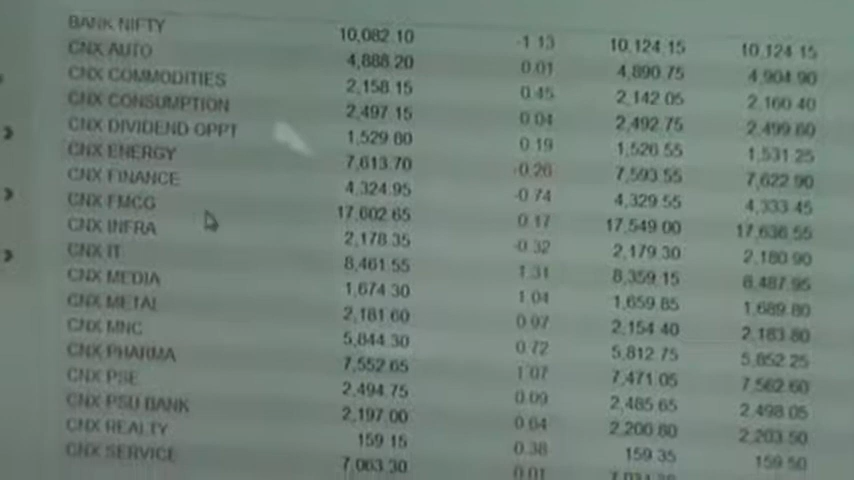 BANK NIFTY 10,082.10 -1.13 10,124.15 10,124.15
CNX AUTO 4,888.20 0.01 4,890.75 4,904.90
CNX COMMODITIES 2,158.15 0.45 2,142.05 2,160.40
CNX CONSUMPTION 2,497.15 0.04 2,492.75 2,499.60
CNX DIVIDEND OPPT 1,529.80 0.19 1,526.55 1,531.25
CNX ENERGY 7,613.70 -0.26 7,593.55 7,622.90
CNX FINANCE 4,324.95 -0.74 4,329.55 4,333.45
CNX FMCG 17,602.65 0.17 17,549.00 17,636.55
CNX INFRA 2,178.35 -0.32 2,179.30 2,180.90
CNX IT 8,461.55 1.31 8,359.15 8,487.95
CNX MEDIA 1,674.30 1.04 1,659.85 1,689.80
CNX METAL 2,181.60 0.97 2,154.40 2,183.80
CNX MNC 5,844.30 0.72 5,812.75 5,852.25
CNX PHARMA 7,552.65 1.07 7,471.05 7,562.60
CNX PSE 2,494.75 0.09 2,485.65 2,498.05
CNX PSU BANK 2,197.00 0.64 2,200.80 2,203.50
CNX REALTY 159.15 0.38 159.35 159.50
CNX SERVICE 7,063.30 0.01